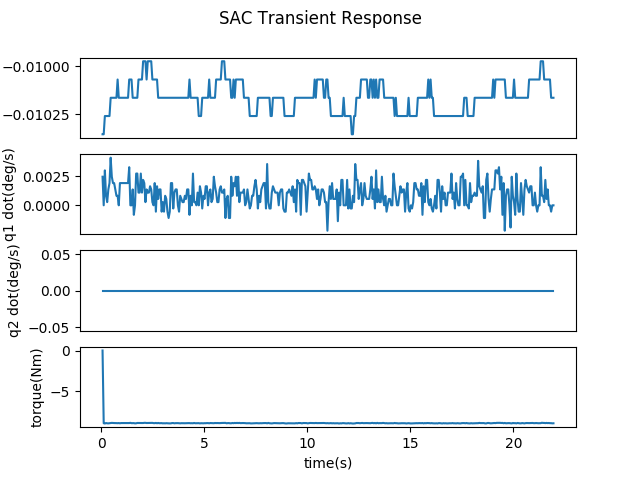 SAC Transient Response
−0.01000
−0.01025
q1 dot(deg/s)
0.0025
0.0000
q2 dot(deg/s)
0.05
0.00
−0.05
torque(Nm)
0
−5
0 5 10 15 20
time(s)